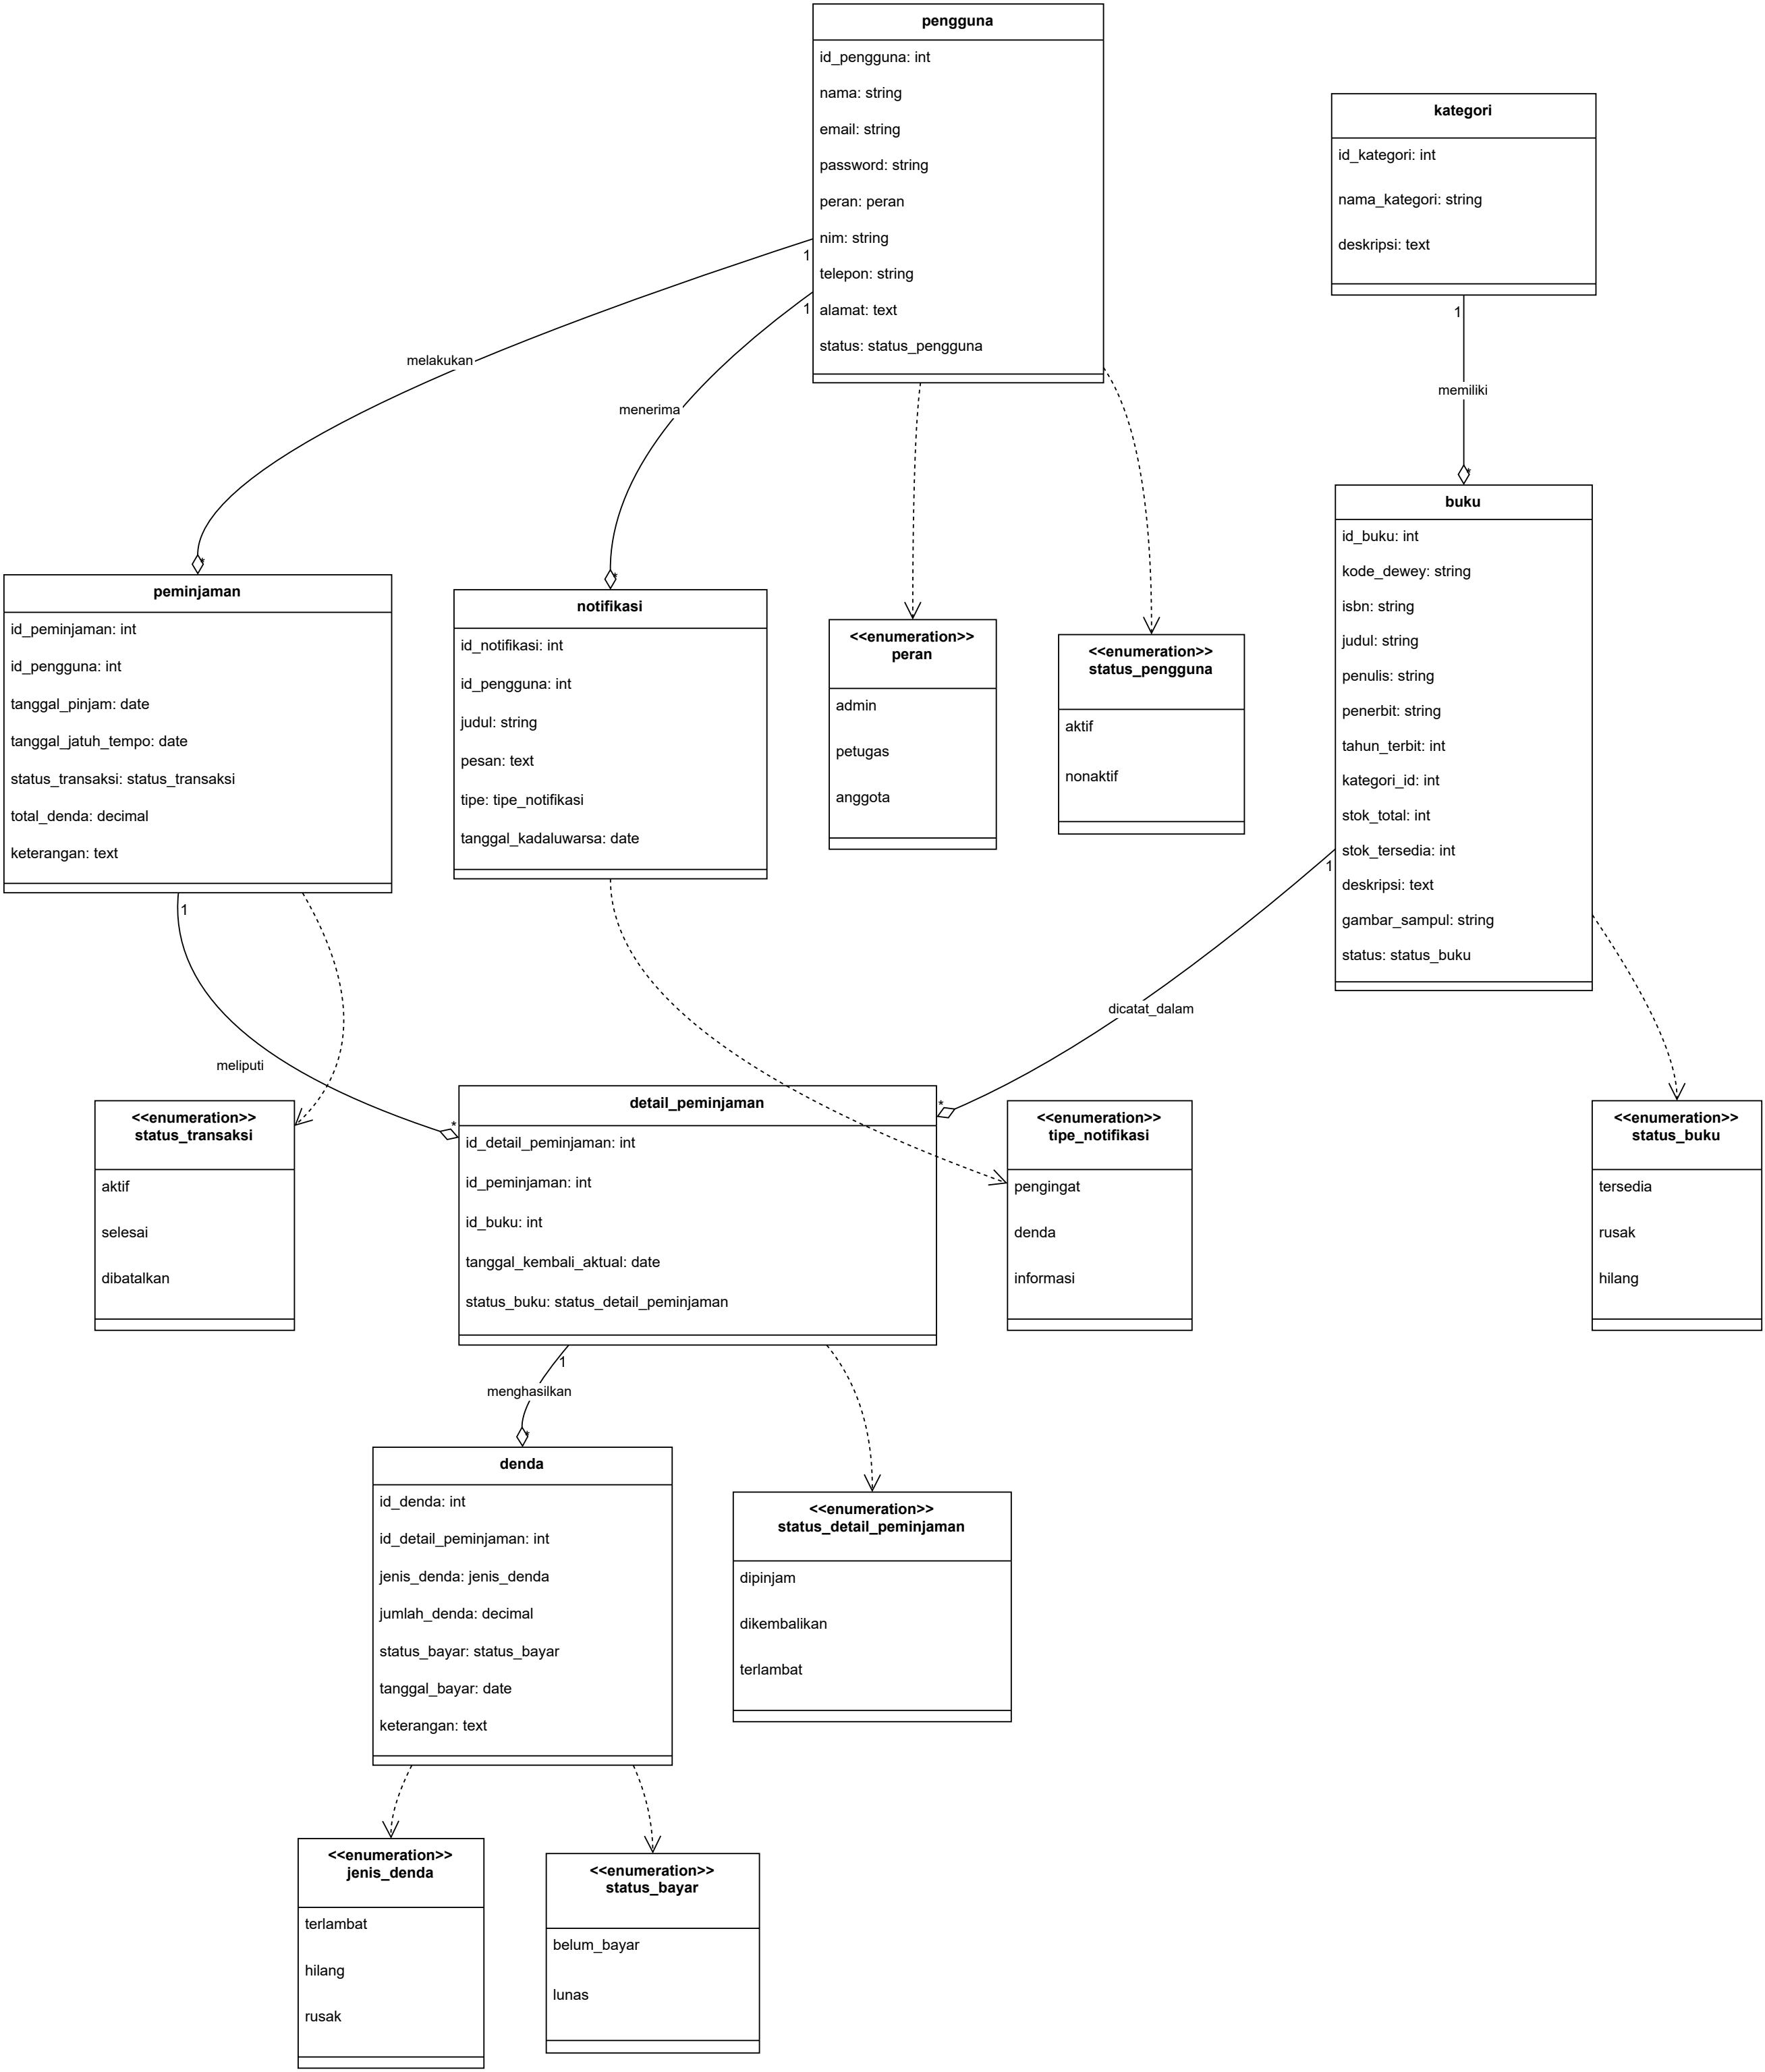 pengguna
id_pengguna: int
nama: string
email: string
password: string
peran: peran
nim: string
telepon: string
alamat: text
status: status_pengguna
kategori
id_kategori: int
nama_kategori: string
deskripsi: text
1
1
1
melakukan
menerima
memiliki
*
*
*
buku
id_buku: int
kode_dewey: string
isbn: string
judul: string
penulis: string
penerbit: string
tahun_terbit: int
kategori_id: int
stok_total: int
stok_tersedia: int
deskripsi: text
gambar_sampul: string
status: status_buku
peminjaman
id_peminjaman: int
id_pengguna: int
tanggal_pinjam: date
tanggal_jatuh_tempo: date
status_transaksi: status_transaksi
total_denda: decimal
keterangan: text
notifikasi
id_notifikasi: int
id_pengguna: int
judul: string
pesan: text
tipe: tipe_notifikasi
tanggal_kadaluwarsa: date
<<enumeration>>
peran
admin
petugas
anggota
<<enumeration>>
status_pengguna
aktif
nonaktif
1
1
meliputi
dicatat_dalam
*
*
<<enumeration>>
status_transaksi
aktif
selesai
dibatalkan
detail_peminjaman
id_detail_peminjaman: int
id_peminjaman: int
id_buku: int
tanggal_kembali_aktual: date
status_buku: status_detail_peminjaman
<<enumeration>>
tipe_notifikasi
pengingat
denda
informasi
<<enumeration>>
status_buku
tersedia
rusak
hilang
1
menghasilkan
*
denda
id_denda: int
id_detail_peminjaman: int
jenis_denda: jenis_denda
jumlah_denda: decimal
status_bayar: status_bayar
tanggal_bayar: date
keterangan: text
<<enumeration>>
status_detail_peminjaman
dipinjam
dikembalikan
terlambat
<<enumeration>>
jenis_denda
terlambat
hilang
rusak
<<enumeration>>
status_bayar
belum_bayar
lunas